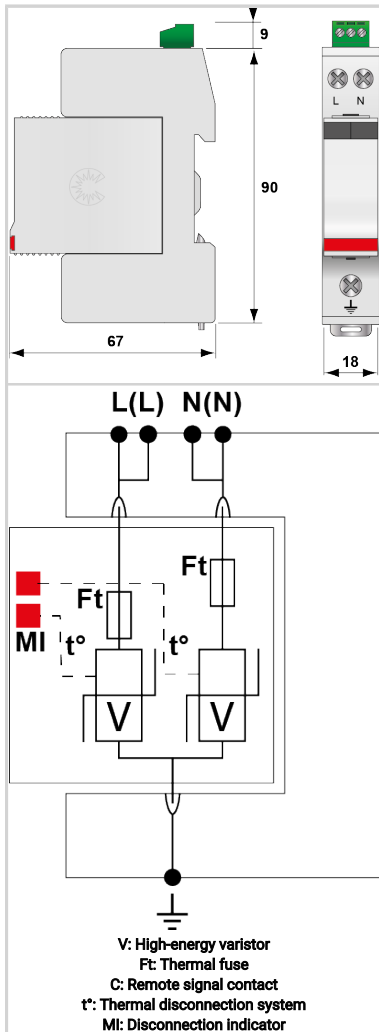 9
L N
90
67
18
L(L) N(N)
Ft
Ft
MI
t°
t°
V
V
V: High-energy varistor
Ft: Thermal fuse
C: Remote signal contact
t°: Thermal disconnection system
MI: Disconnection indicator